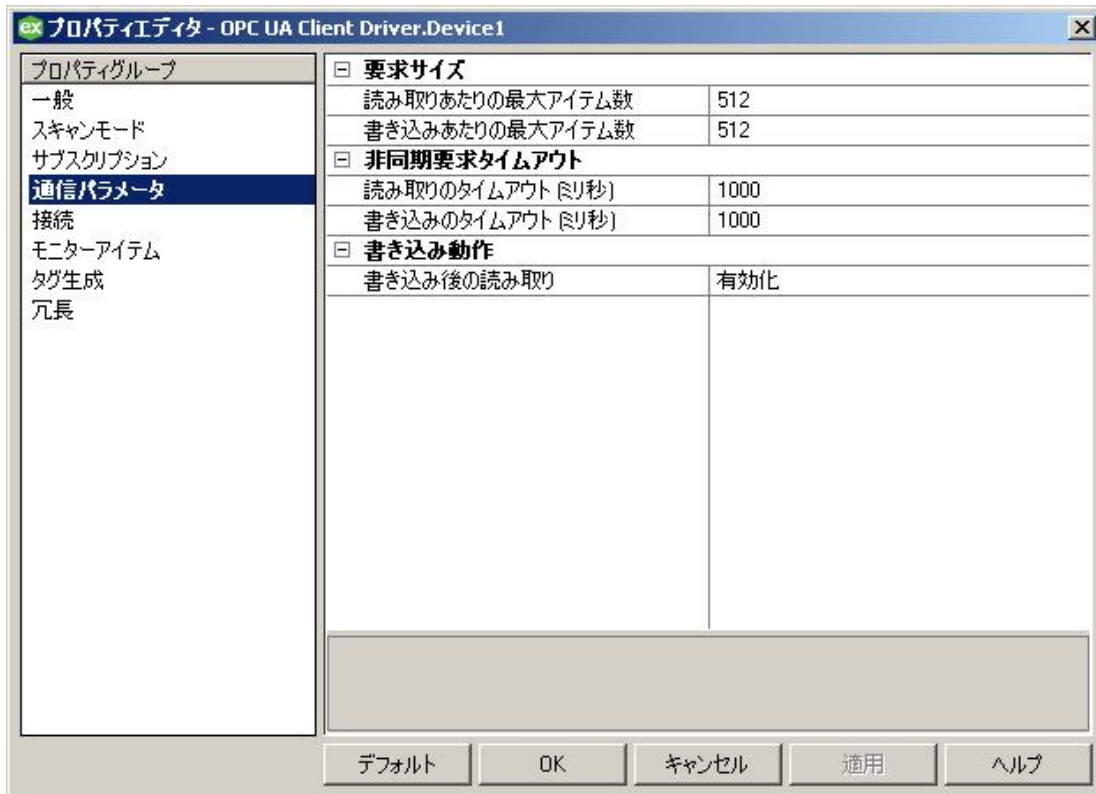 ex プロパティエディタ - OPC UA Client Driver.Device1
プロパティグループ
一般
スキャンモード
サブスクリプション
通信パラメータ
接続
モニターアイテム
タグ生成
冗長
要求サイズ
読み取りあたりの最大アイテム数 512
書き込みあたりの最大アイテム数 512
非同期要求タイムアウト
読み取りのタイムアウト (ミリ秒) 1000
書き込みのタイムアウト (ミリ秒) 1000
書き込み動作
書き込み後の読み取り 有効化
デフォルト OK キャンセル 適用 ヘルプ